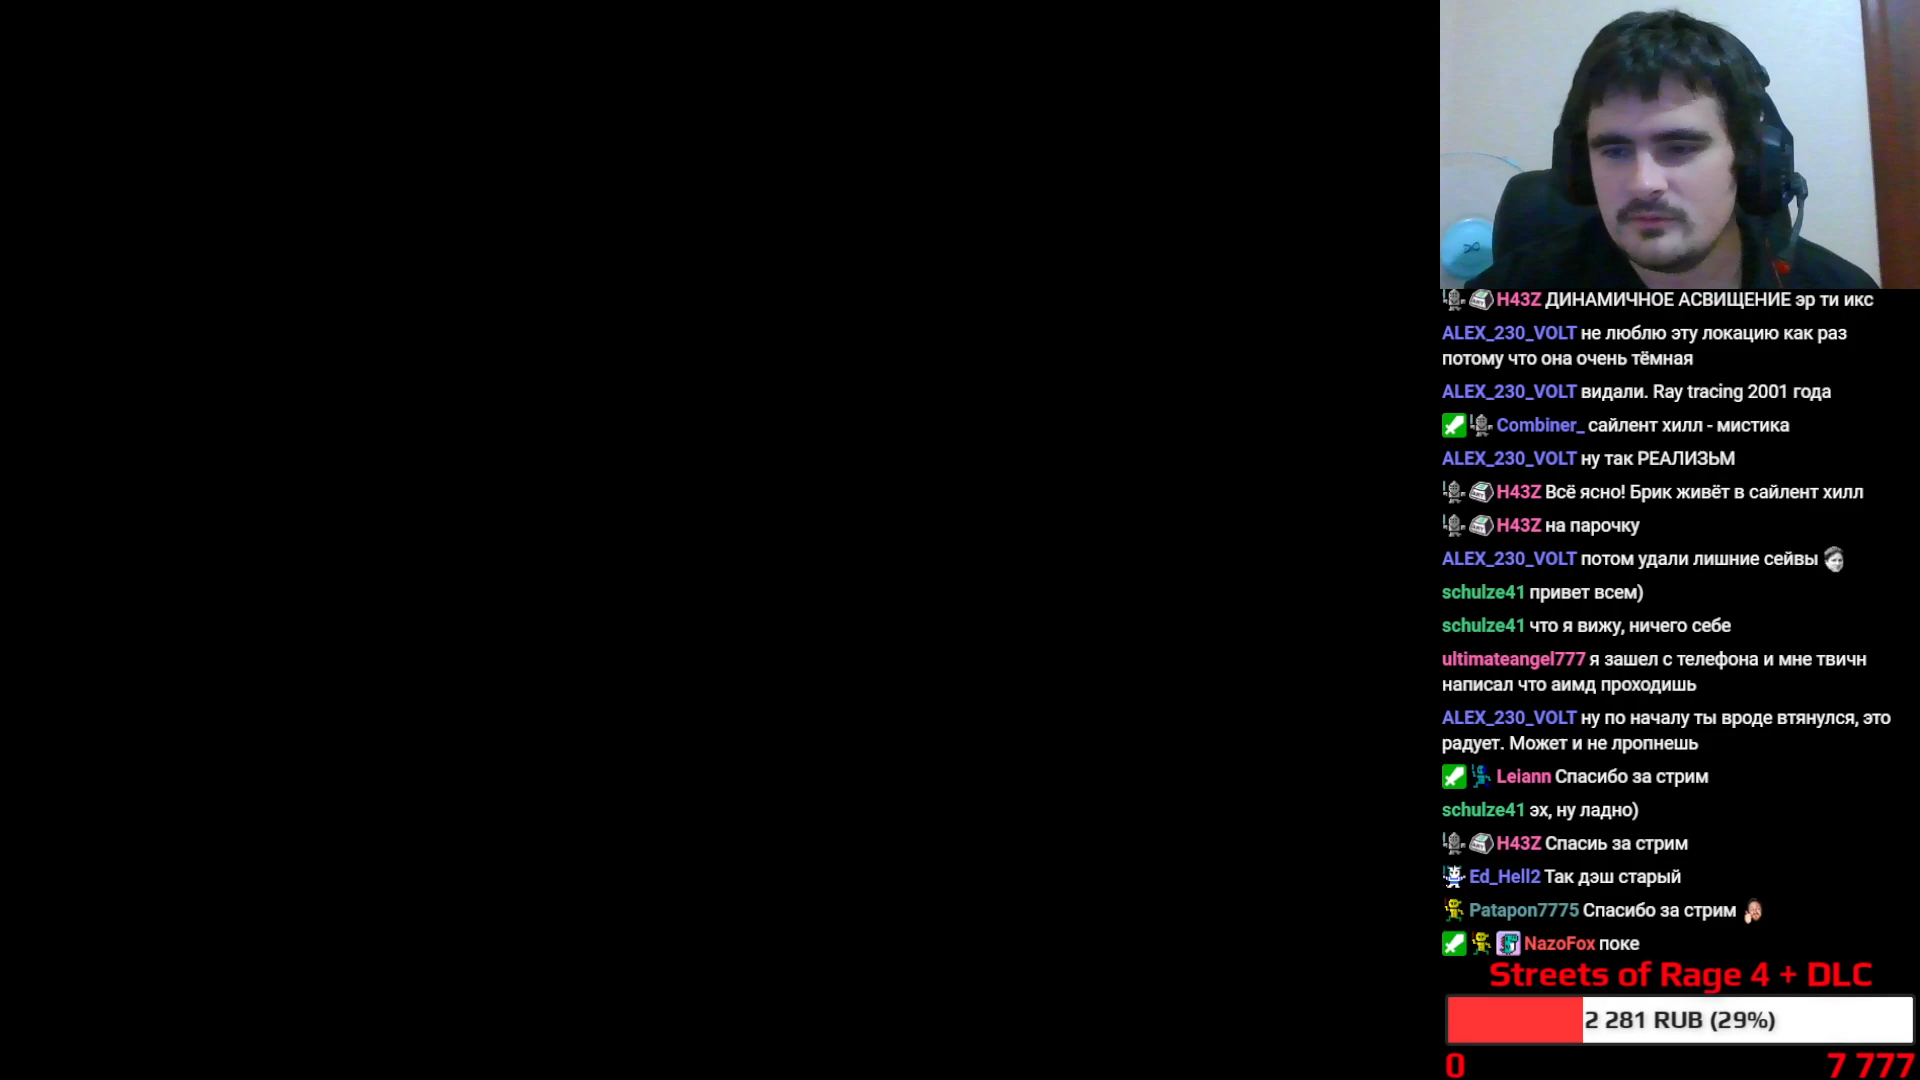 H43Z ДИНАМИЧНОЕ АСВИЩЕНИЕ эр ти икс
ALEX_230_VOLT не люблю эту локацию как раз
потому что она очень тёмная
ALEX_230_VOLT видали. Ray tracing 2001 года
Combiner_ сайлент хилл - мистика
ALEX_230_VOLT ну так РЕАЛИЗЬМ
H43Z Всё ясно! Брик живёт в сайлент хилл
H43Z на парочку
ALEX_230_VOLT потом удали лишние сейвы
schulze41 привет всем)
schulze41 что я вижу, ничего себе
ultimateangel777 я зашел с телефона и мне твичн
написал что аимд проходишь
ALEX_230_VOLT ну по началу ты вроде втянулся, это
радует. Может и не лропнешь
Leiann Спасибо за стрим
schulze41 эх, ну ладно)
H43Z Спасиь за стрим
Ed_Hell2 Так дэш старый
Patapon7775 Спасибо за стрим
NazoFox поке
Streets of Rage 4 + DLC
2 281 RUB (29%)
0 7 777